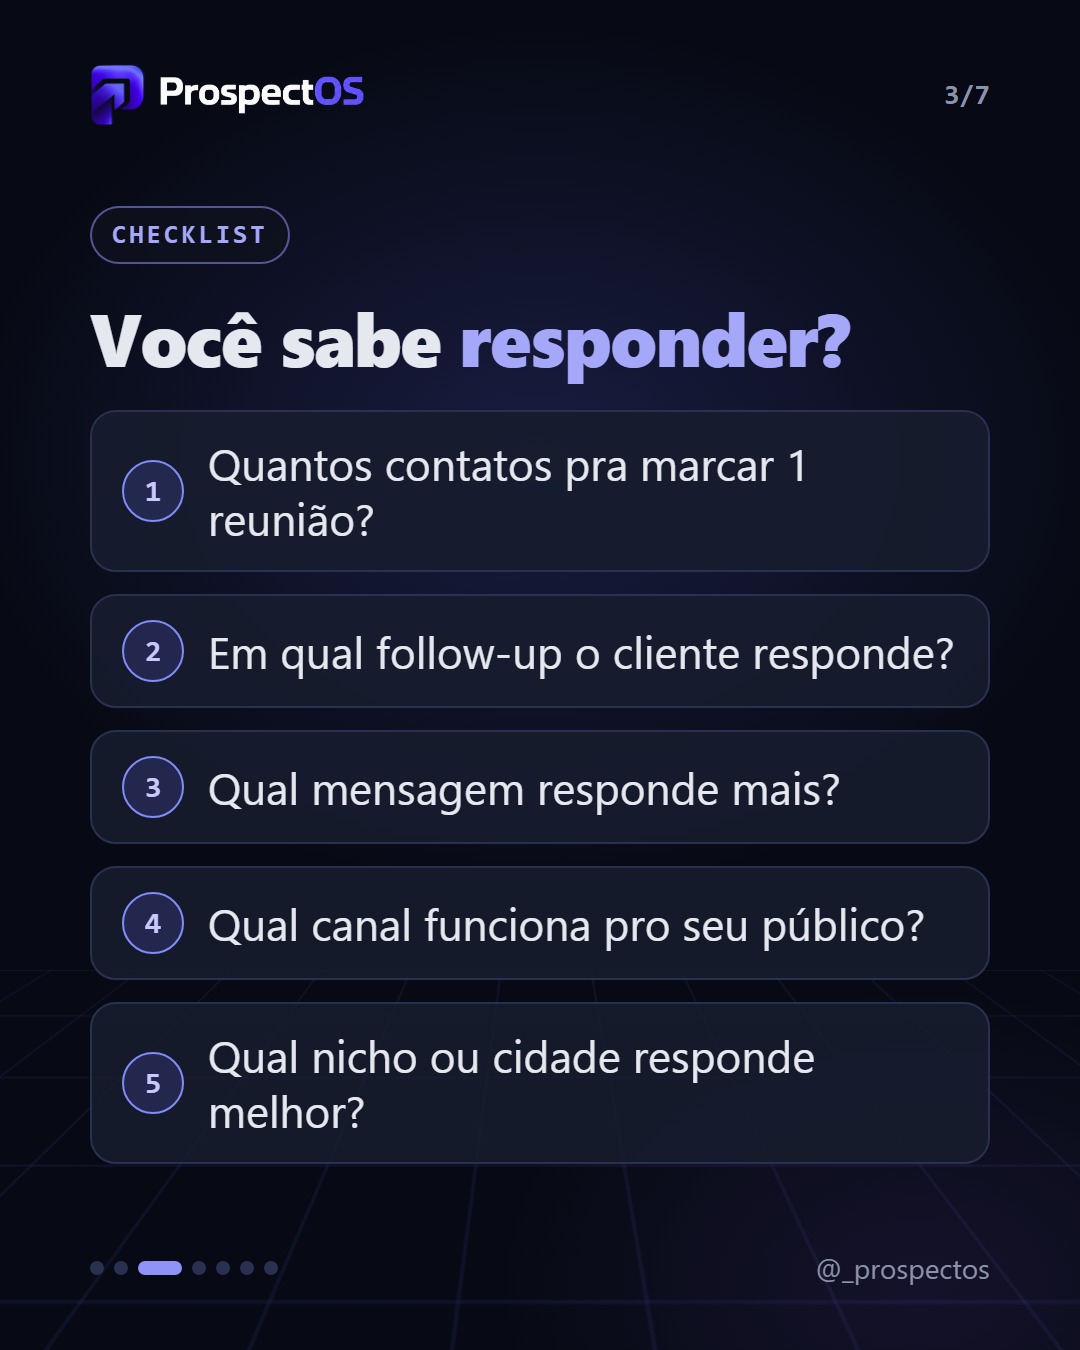 ProspectOS
3/7
CHECKLIST
Você sabe responder?
1
Quantos contatos pra marcar 1
reunião?
2
Em qual follow-up o cliente responde?
3
Qual mensagem responde mais?
4
Qual canal funciona pro seu público?
5
Qual nicho ou cidade responde
melhor?
@_prospectos